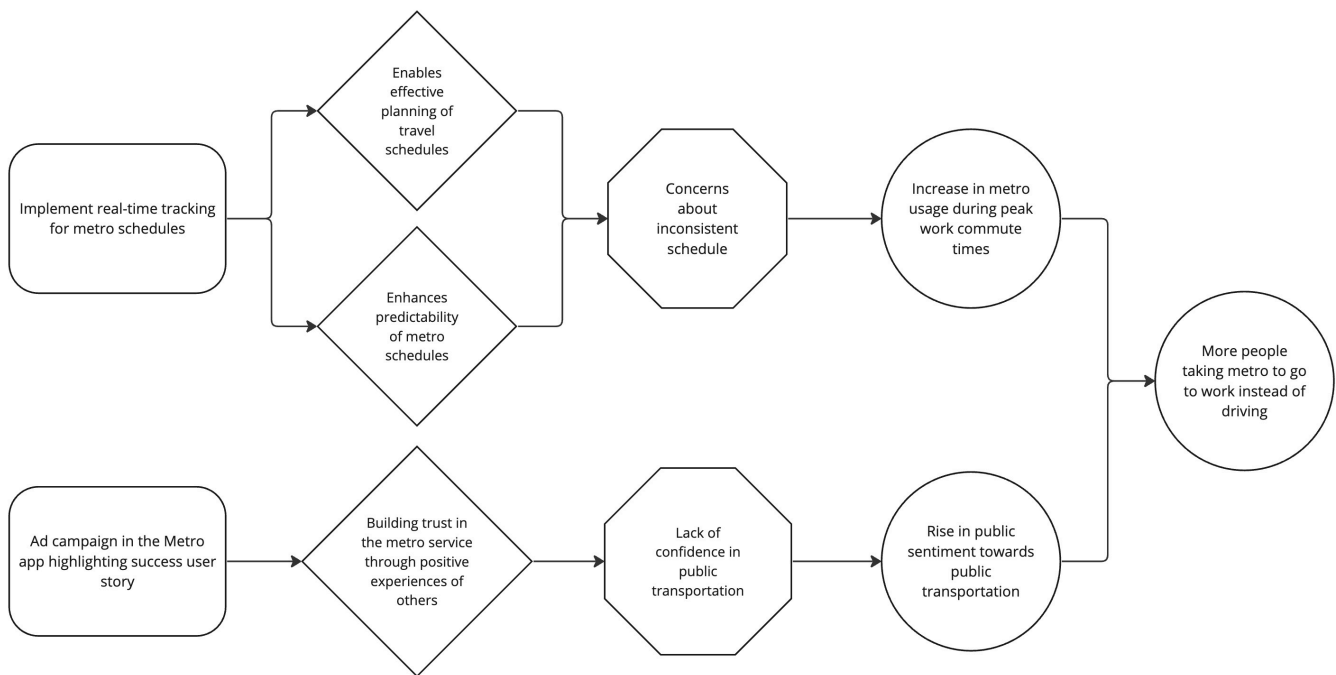 Enables
effective
planning of
travel
schedules
Implement real-time tracking
for metro schedules
Concerns
about
inconsistent
schedule
Increase in metro
usage during peak
work commute
times
Enhances
predictability
of metro
schedules
More people
taking metro to go
to work instead of
driving
Ad campaign in the Metro
app highlighting success user
story
Building trust in
the metro service
through positive
experiences of
others
Lack of
confidence in
public
transportation
Rise in public
sentiment towards
public
transportation